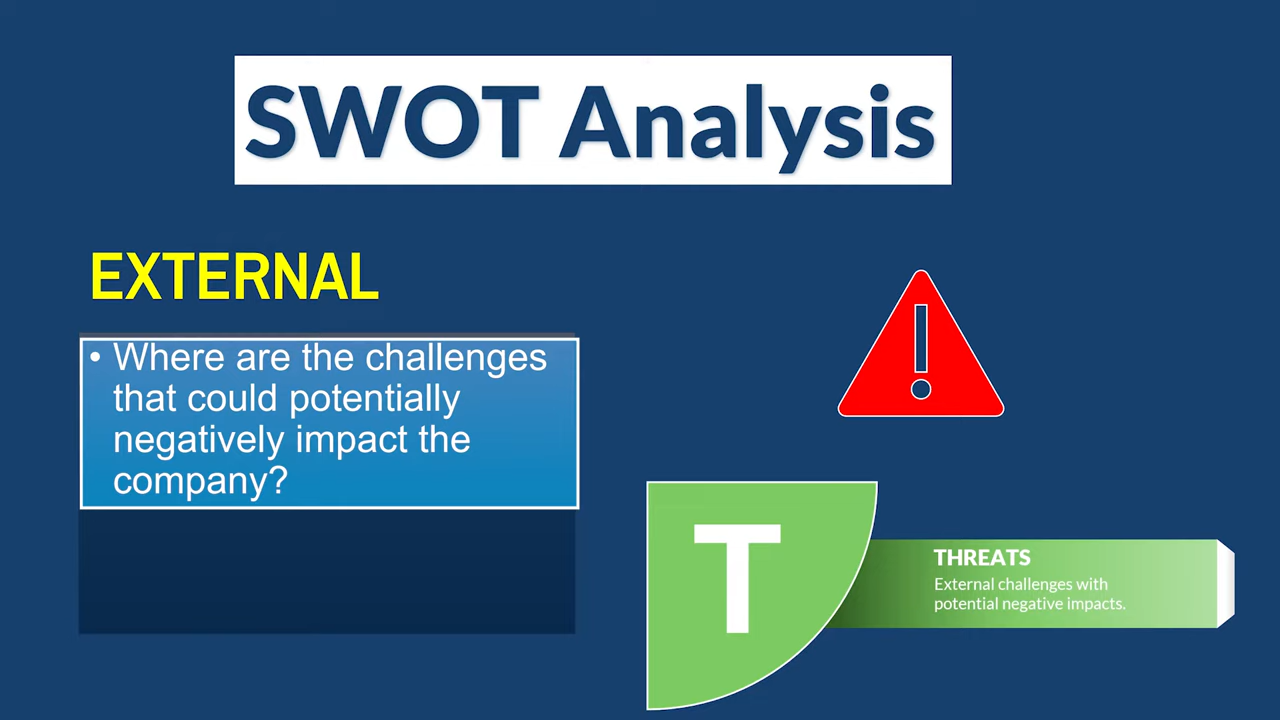 SWOT Analysis
EXTERNAL
• Where are the challenges
that could potentially
negatively impact the
company?
T
THREATS
External challenges with
potential negative impacts.